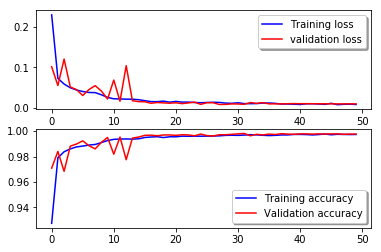 0.2
0.1
0.0
Training loss
validation loss
0 10 20 30 40 50
1.00
0.98
0.96
0.94
Training accuracy
Validation accuracy
0 10 20 30 40 50